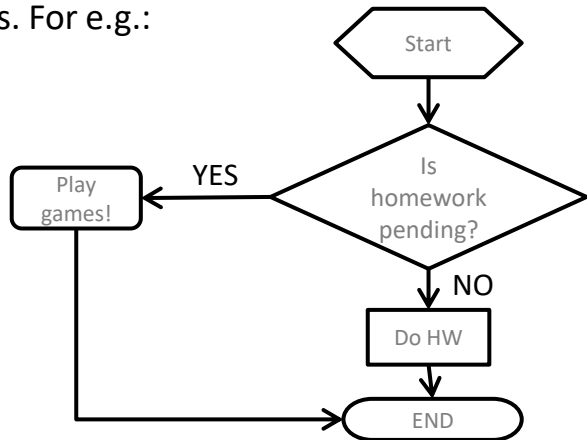 s. For e.g.:
Start
Is
homework
pending?
YES
Play
games!
NO
Do HW
END